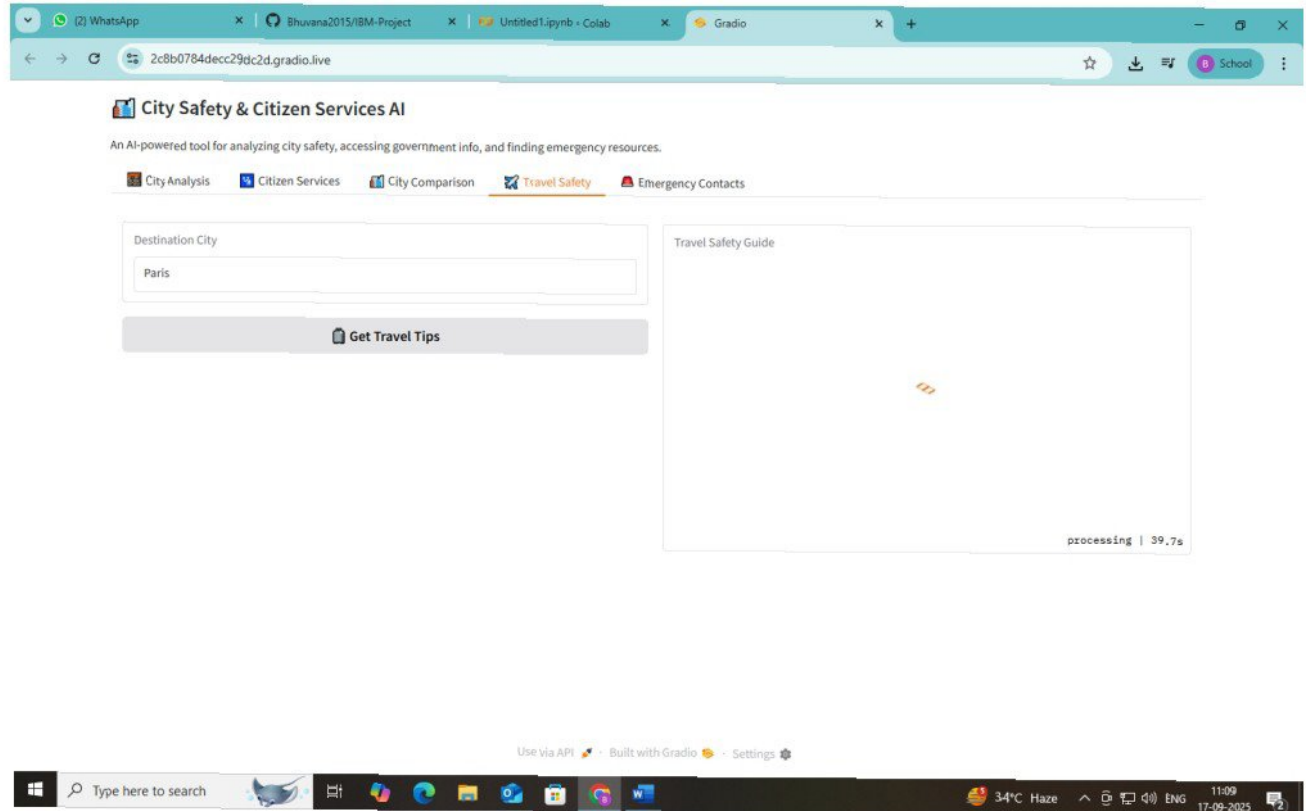 (2) WhatsApp
Bhuvana2015/IBM-Project
Untitled1.ipynb - Colab
Gradio
2c8b0784decc29dc2d.gradio.live
B School
City Safety & Citizen Services AI
An AI-powered tool for analyzing city safety, accessing government info, and finding emergency resources.
City Analysis
Citizen Services
City Comparison
Travel Safety
Emergency Contacts
Destination City
Paris
Get Travel Tips
Travel Safety Guide
processing | 39.7s
Use via API · Built with Gradio · Settings
Type here to search
34°C Haze
ENG
11:09
17-09-2025
2